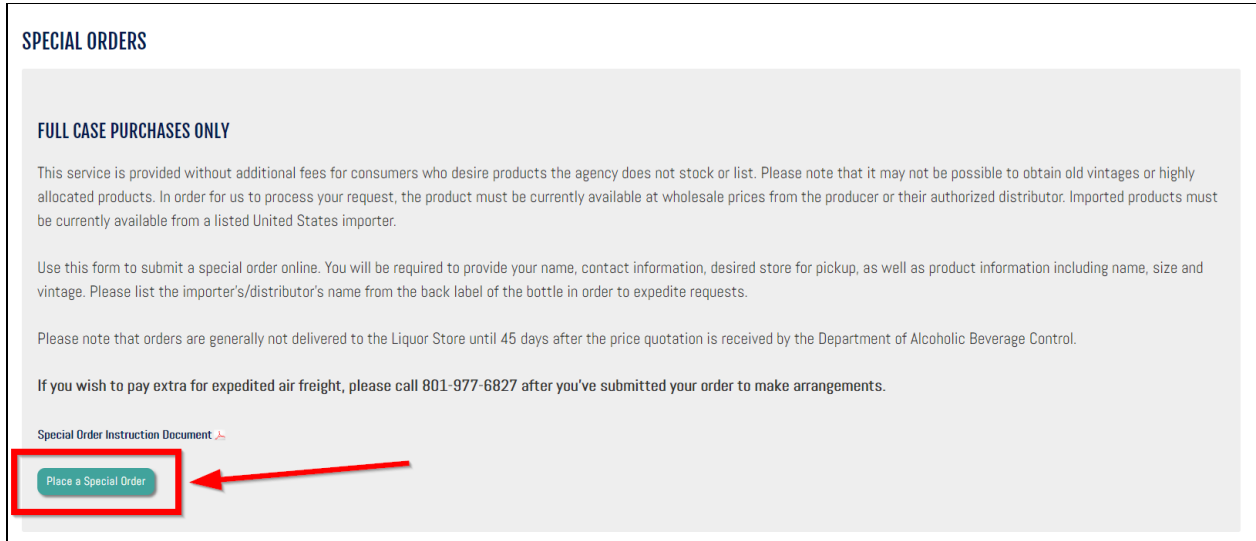 SPECIAL ORDERS
FULL CASE PURCHASES ONLY
This service is provided without additional fees for consumers who desire products the agency does not stock or list. Please note that it may not be possible to obtain old vintages or highly
allocated products. In order for us to process your request, the product must be currently available at wholesale prices from the producer or their authorized distributor. Imported products must
be currently available from a listed United States importer.
Use this form to submit a special order online. You will be required to provide your name, contact information, desired store for pickup, as well as product information including name, size and
vintage. Please list the importer's/distributor's name from the back label of the bottle in order to expedite requests.
Please note that orders are generally not delivered to the Liquor Store until 45 days after the price quotation is received by the Department of Alcoholic Beverage Control.
If you wish to pay extra for expedited air freight, please call 801-977-6827 after you've submitted your order to make arrangements.
Special Order Instruction Document
Place a Special Order